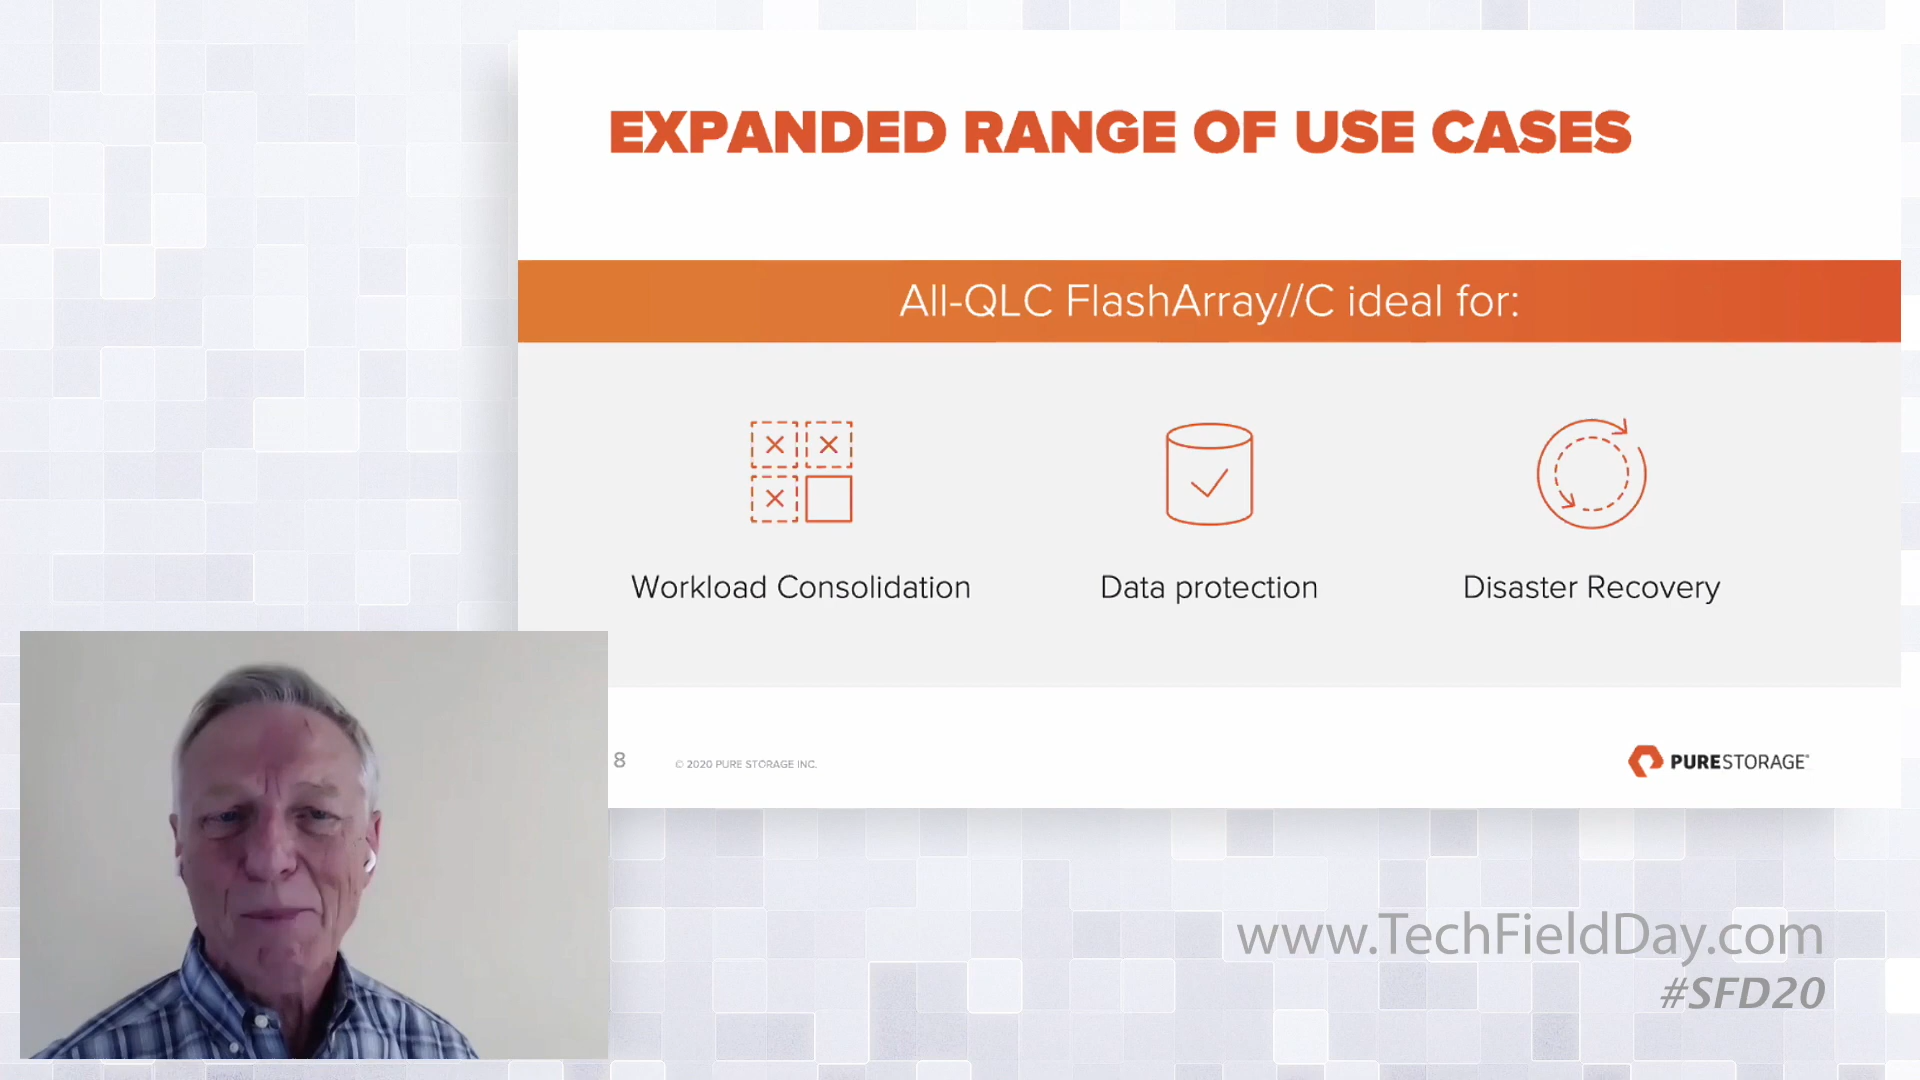 EXPANDED RANGE OF USE CASES
All-QLC FlashArray//C ideal for:
Workload Consolidation
Data protection
Disaster Recovery
8
© 2020 PURE STORAGE INC.
PURESTORAGE
www.TechFieldDay.com
#SFD20